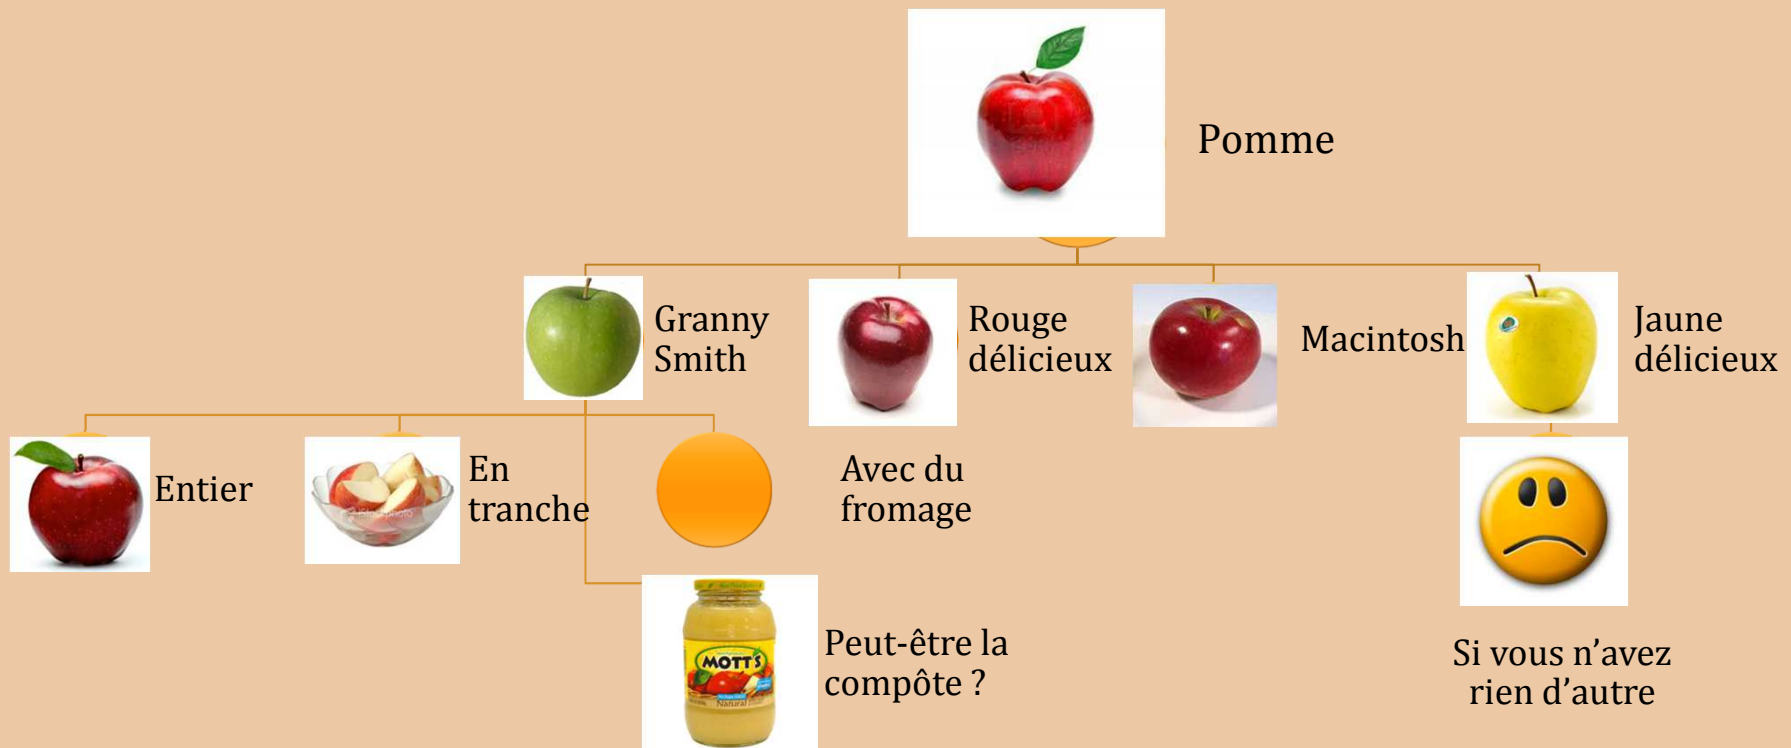 Pomme
Granny
Smith
Rouge
délicieux
Macintosh
Jaune
délicieux
Entier
En
tranche
Avec du
fromage
MOTT'S
Natural
Peut-être la
compôte ?
Si vous n’avez
rien d’autre